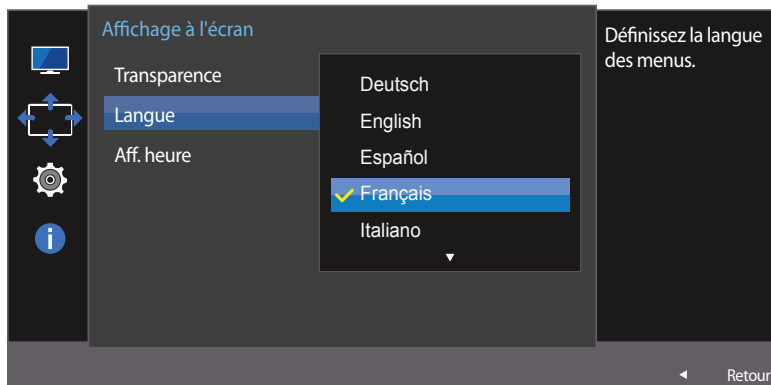 Affichage à l'écran
Transparence
Langue
Aff. heure
Deutsch
English
Español
Français
Italiano
Définissez la langue
des menus.
Retour